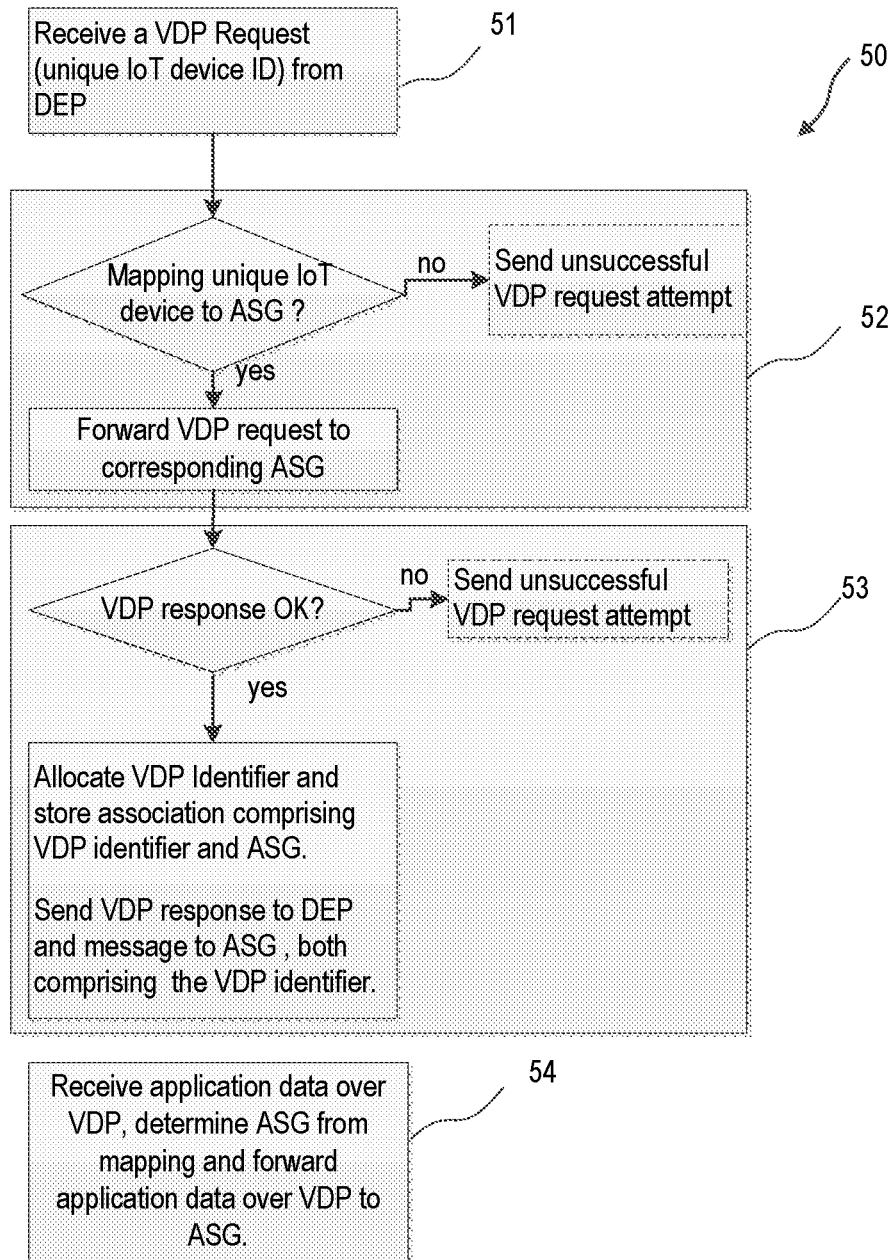 Receive a VDP Request
(unique IoT device ID) from
DEP
51
50
Mapping unique IoT
device to ASG ?
no
Send unsuccessful
VDP request attempt
52
yes
Forward VDP request to
corresponding ASG
VDP response OK?
no
Send unsuccessful
VDP request attempt
53
yes
Allocate VDP Identifier and
store association comprising
VDP identifier and ASG.
Send VDP response to DEP
and message to ASG , both
comprising the VDP identifier.
Receive application data over
VDP, determine ASG from
mapping and forward
application data over VDP to
ASG.
54